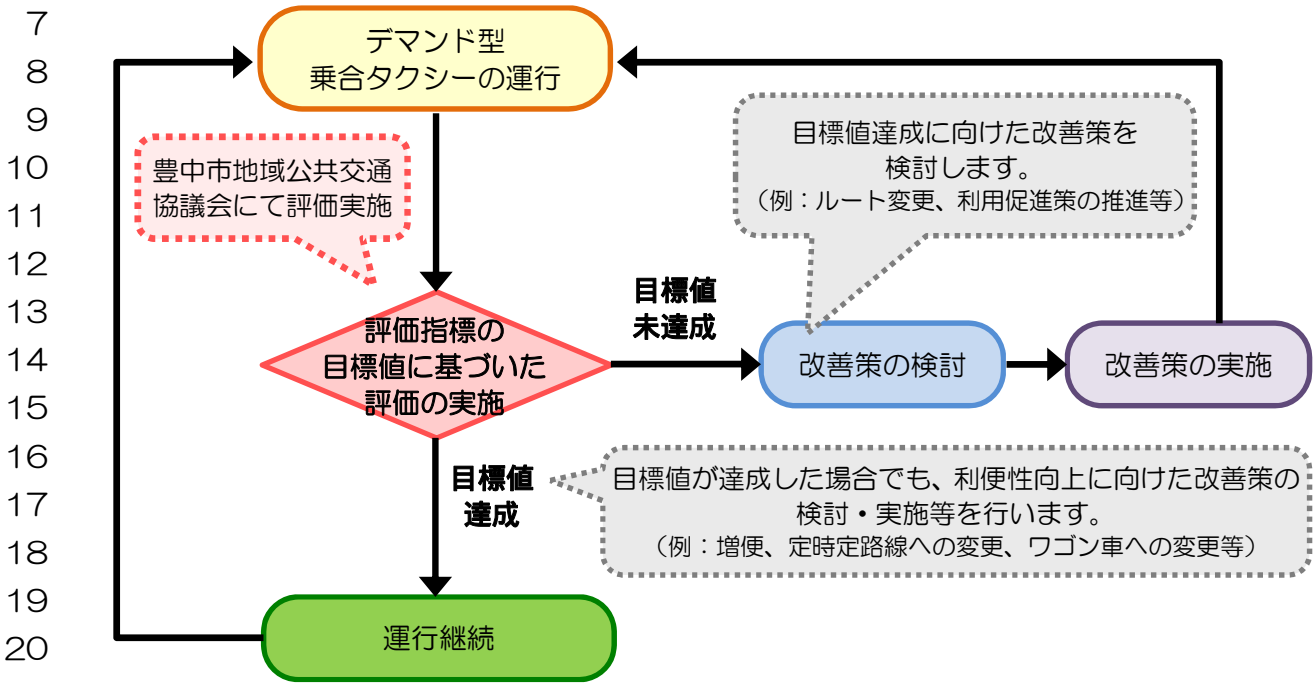 7
8
9
10
11
12
13
14
15
16
17
18
19
20
デマンド型
乗合タクシーの運行
豊中市地域公共交通
協議会にて評価実施
目標値達成に向けた改善策を
検討します。
（例：ルート変更、利用促進策の推進等）
評価指標の
目標値に基づいた
評価の実施
目標値
未達成
改善策の検討
改善策の実施
目標値
達成
目標値が達成した場合でも、利便性向上に向けた改善策の
検討・実施等を行います。
（例：増便、定時定路線への変更、ワゴン車への変更等）
運行継続